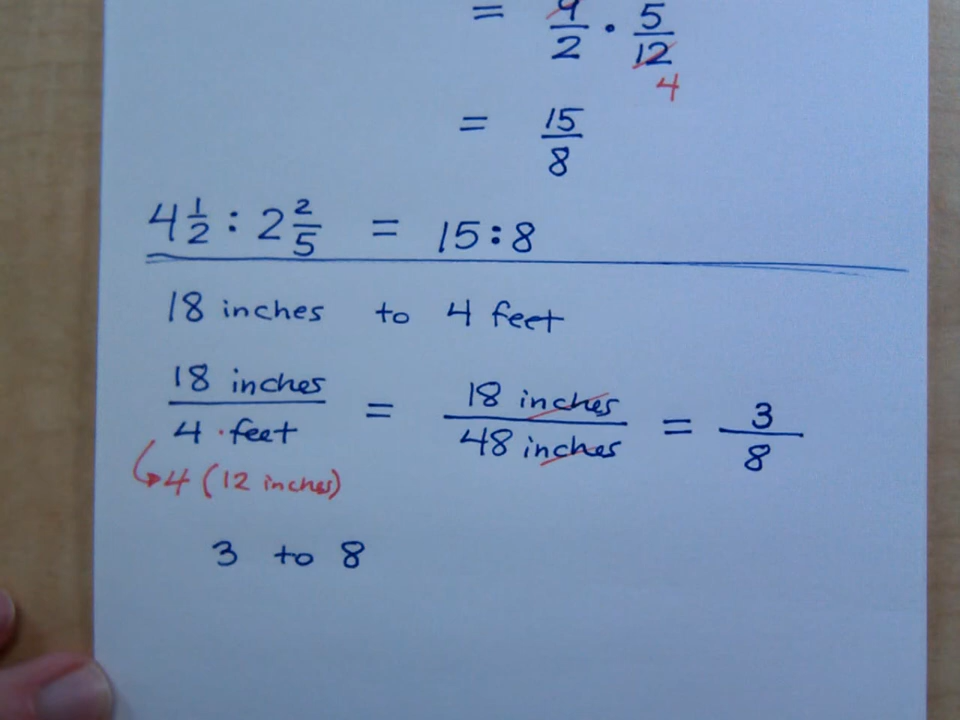 = 9/2 · 5/12
4
= 15/8
4 1/2 : 2 2/5 = 15:8
18 inches to 4 feet
18 inches / 4 · feet = 18 inches / 48 inches = 3/8
4 (12 inches)
3 to 8